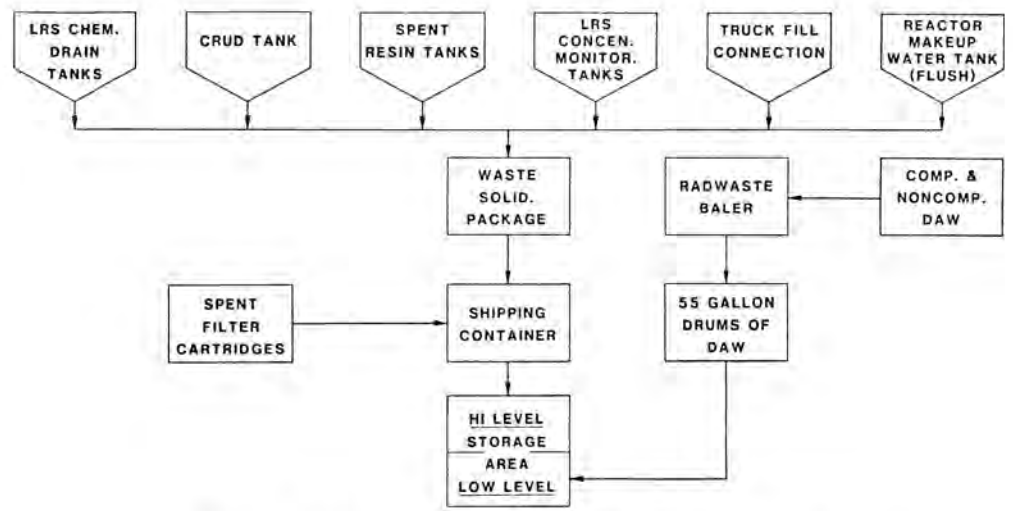 LRS CHEM.
DRAIN
TANKS
CRUD TANK
SPENT
RESIN TANKS
LRS
CONCEN.
MONITOR.
TANKS
TRUCK FILL
CONNECTION
REACTOR
MAKEUP
WATER TANK
(FLUSH)
WASTE
SOLID.
PACKAGE
RADWASTE
BALER
COMP. &
NONCOMP.
DAW
SPENT
FILTER
CARTRIDGES
SHIPPING
CONTAINER
55 GALLON
DRUMS OF
DAW
HI LEVEL
STORAGE
AREA
LOW LEVEL